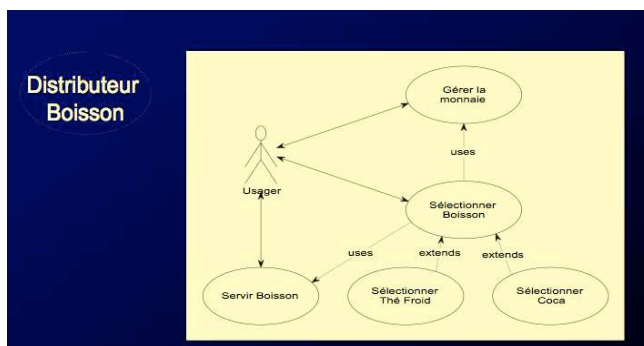 Distributeur
Boisson
Gérer la
monnaie
uses
Usager
Sélectionner
Boisson
uses
extends
extends
Servir Boisson
Sélectionner
Thé Froid
Sélectionner
Coca